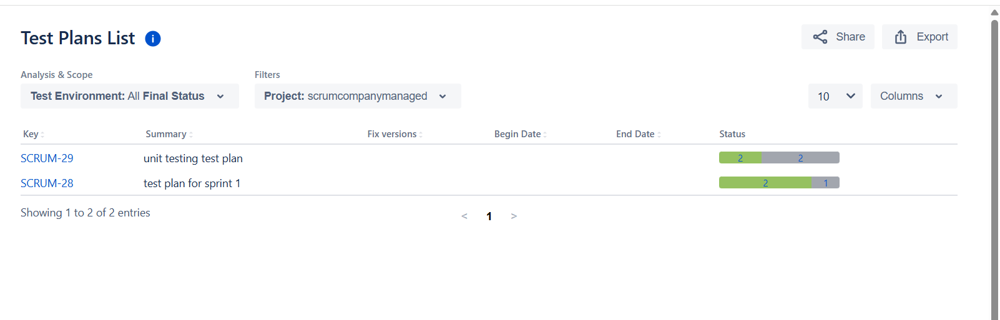 Test Plans List
Share
Export
Analysis & Scope
Filters
Test Environment: All Final Status
Project: scrumcompanymanaged
10
Columns
Key Summary Fix versions Begin Date End Date Status
SCRUM-29 unit testing test plan 2 2
SCRUM-28 test plan for sprint 1 2 1
Showing 1 to 2 of 2 entries
< 1 >